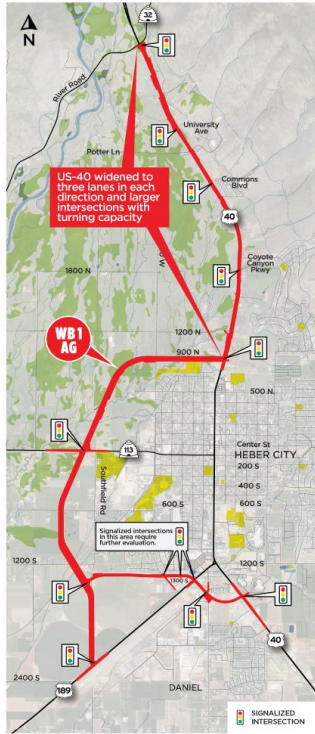 32
N
River Road
University
Ave
Potter Ln
Commons
Blvd
US-40 widened to
three lanes in each
direction and larger
intersections with
turning capacity
40
Coyote
Canyon
Pkwy
1800 N
W
1200 N
WB1
AG
900 N
500 N.
Center St
113
HEBER CITY
200 S
Southfield Rd
400 S
600 S
600 S
Signalized intersections
in this area require
further evaluation.
1200 S
1200 S
1300 S
40
2400 S
189
DANIEL
SIGNALIZED
INTERSECTION